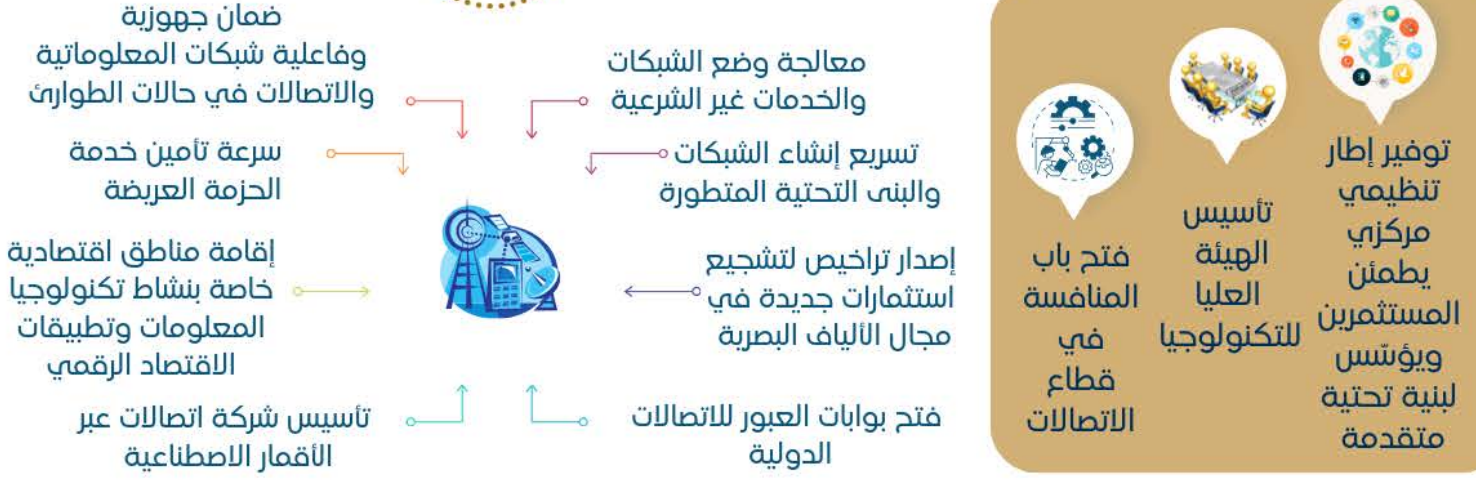 توفير إطار
تنظيمي
مركزي
يطمئن
المستثمرين
ويؤسّس
لبنية تحتية
متقدمة
تأسيس
الهيئة
العليا
للتكنولوجيا
فتح باب
المنافسة
في
قطاع
الاتصالات
معالجة وضع الشبكات
والخدمات غير الشرعية
تسريع إنشاء الشبكات
والبنى التحتية المتطورة
إصدار تراخيص لتشجيع
استثمارات جديدة في
مجال الألياف البصرية
فتح بوابات العبور للاتصالات
الدولية
ضمان جهوزية
وفاعلية شبكات المعلوماتية
والاتصالات في حالات الطوارئ
سرعة تأمين خدمة
الحزمة العريضة
إقامة مناطق اقتصادية
خاصة بنشاط تكنولوجيا
المعلومات وتطبيقات
الاقتصاد الرقمي
تأسيس شركة اتصالات عبر
الأقمار الاصطناعية